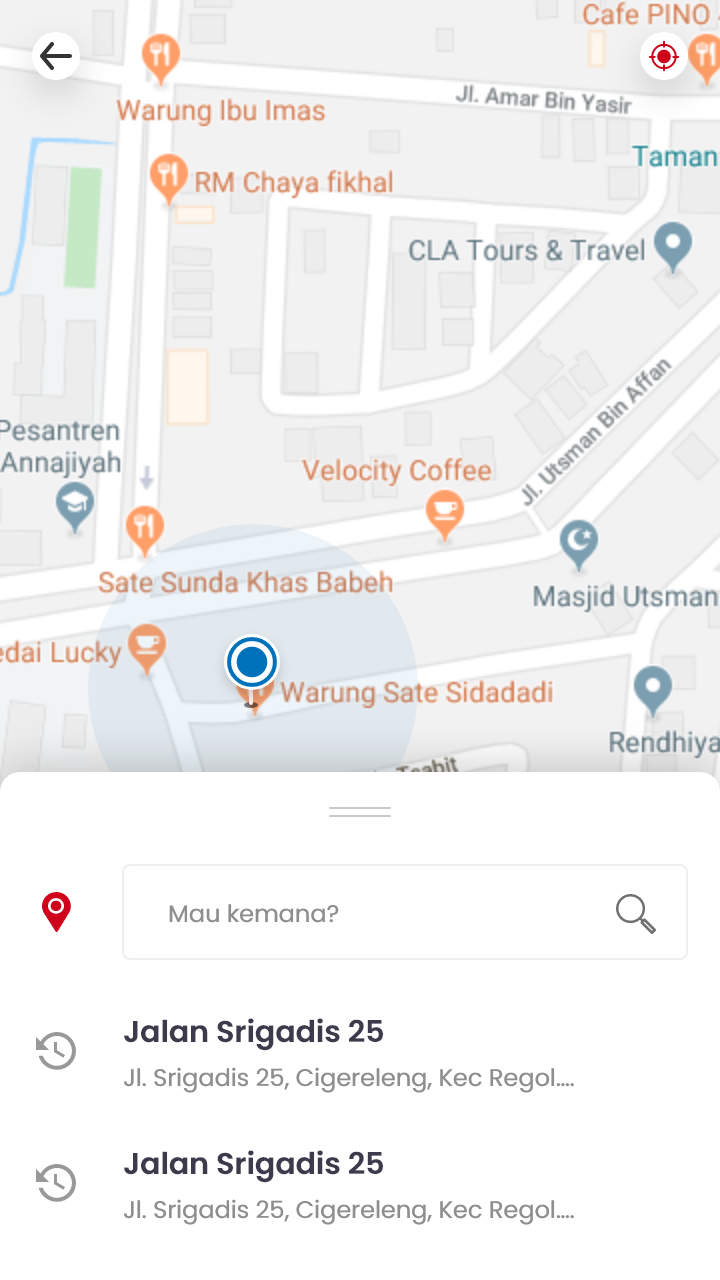 Cafe PINO
Warung Ibu Imas
Jl. Amar Bin Yasir
Taman
RM Chaya fikhal
CLA Tours & Travel
Jl. Utsman Bin Affan
Pesantren
Annajiyah
Velocity Coffee
Sate Sunda Khas Babeh
Masjid Utsman
edai Lucky
Warung Sate Sidadadi
Rendhiya
Tsabit
Mau kemana?
Jalan Srigadis 25
Jl. Srigadis 25, Cigereleng, Kec Regol....
Jalan Srigadis 25
Jl. Srigadis 25, Cigereleng, Kec Regol....